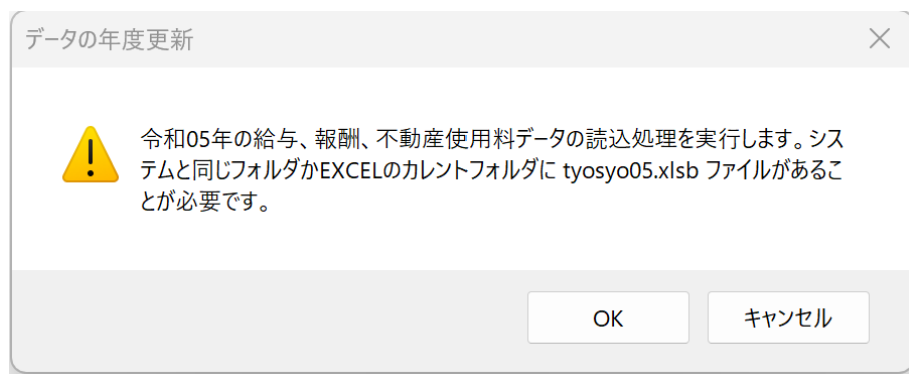 データの年度更新
令和05年の給与、報酬、不動産使用料データの読込処理を実行します。シス
テムと同じフォルダかEXCELのカレントフォルダに tyosyo05.xlsb ファイルがあるこ
とが必要です。
OK
キャンセル